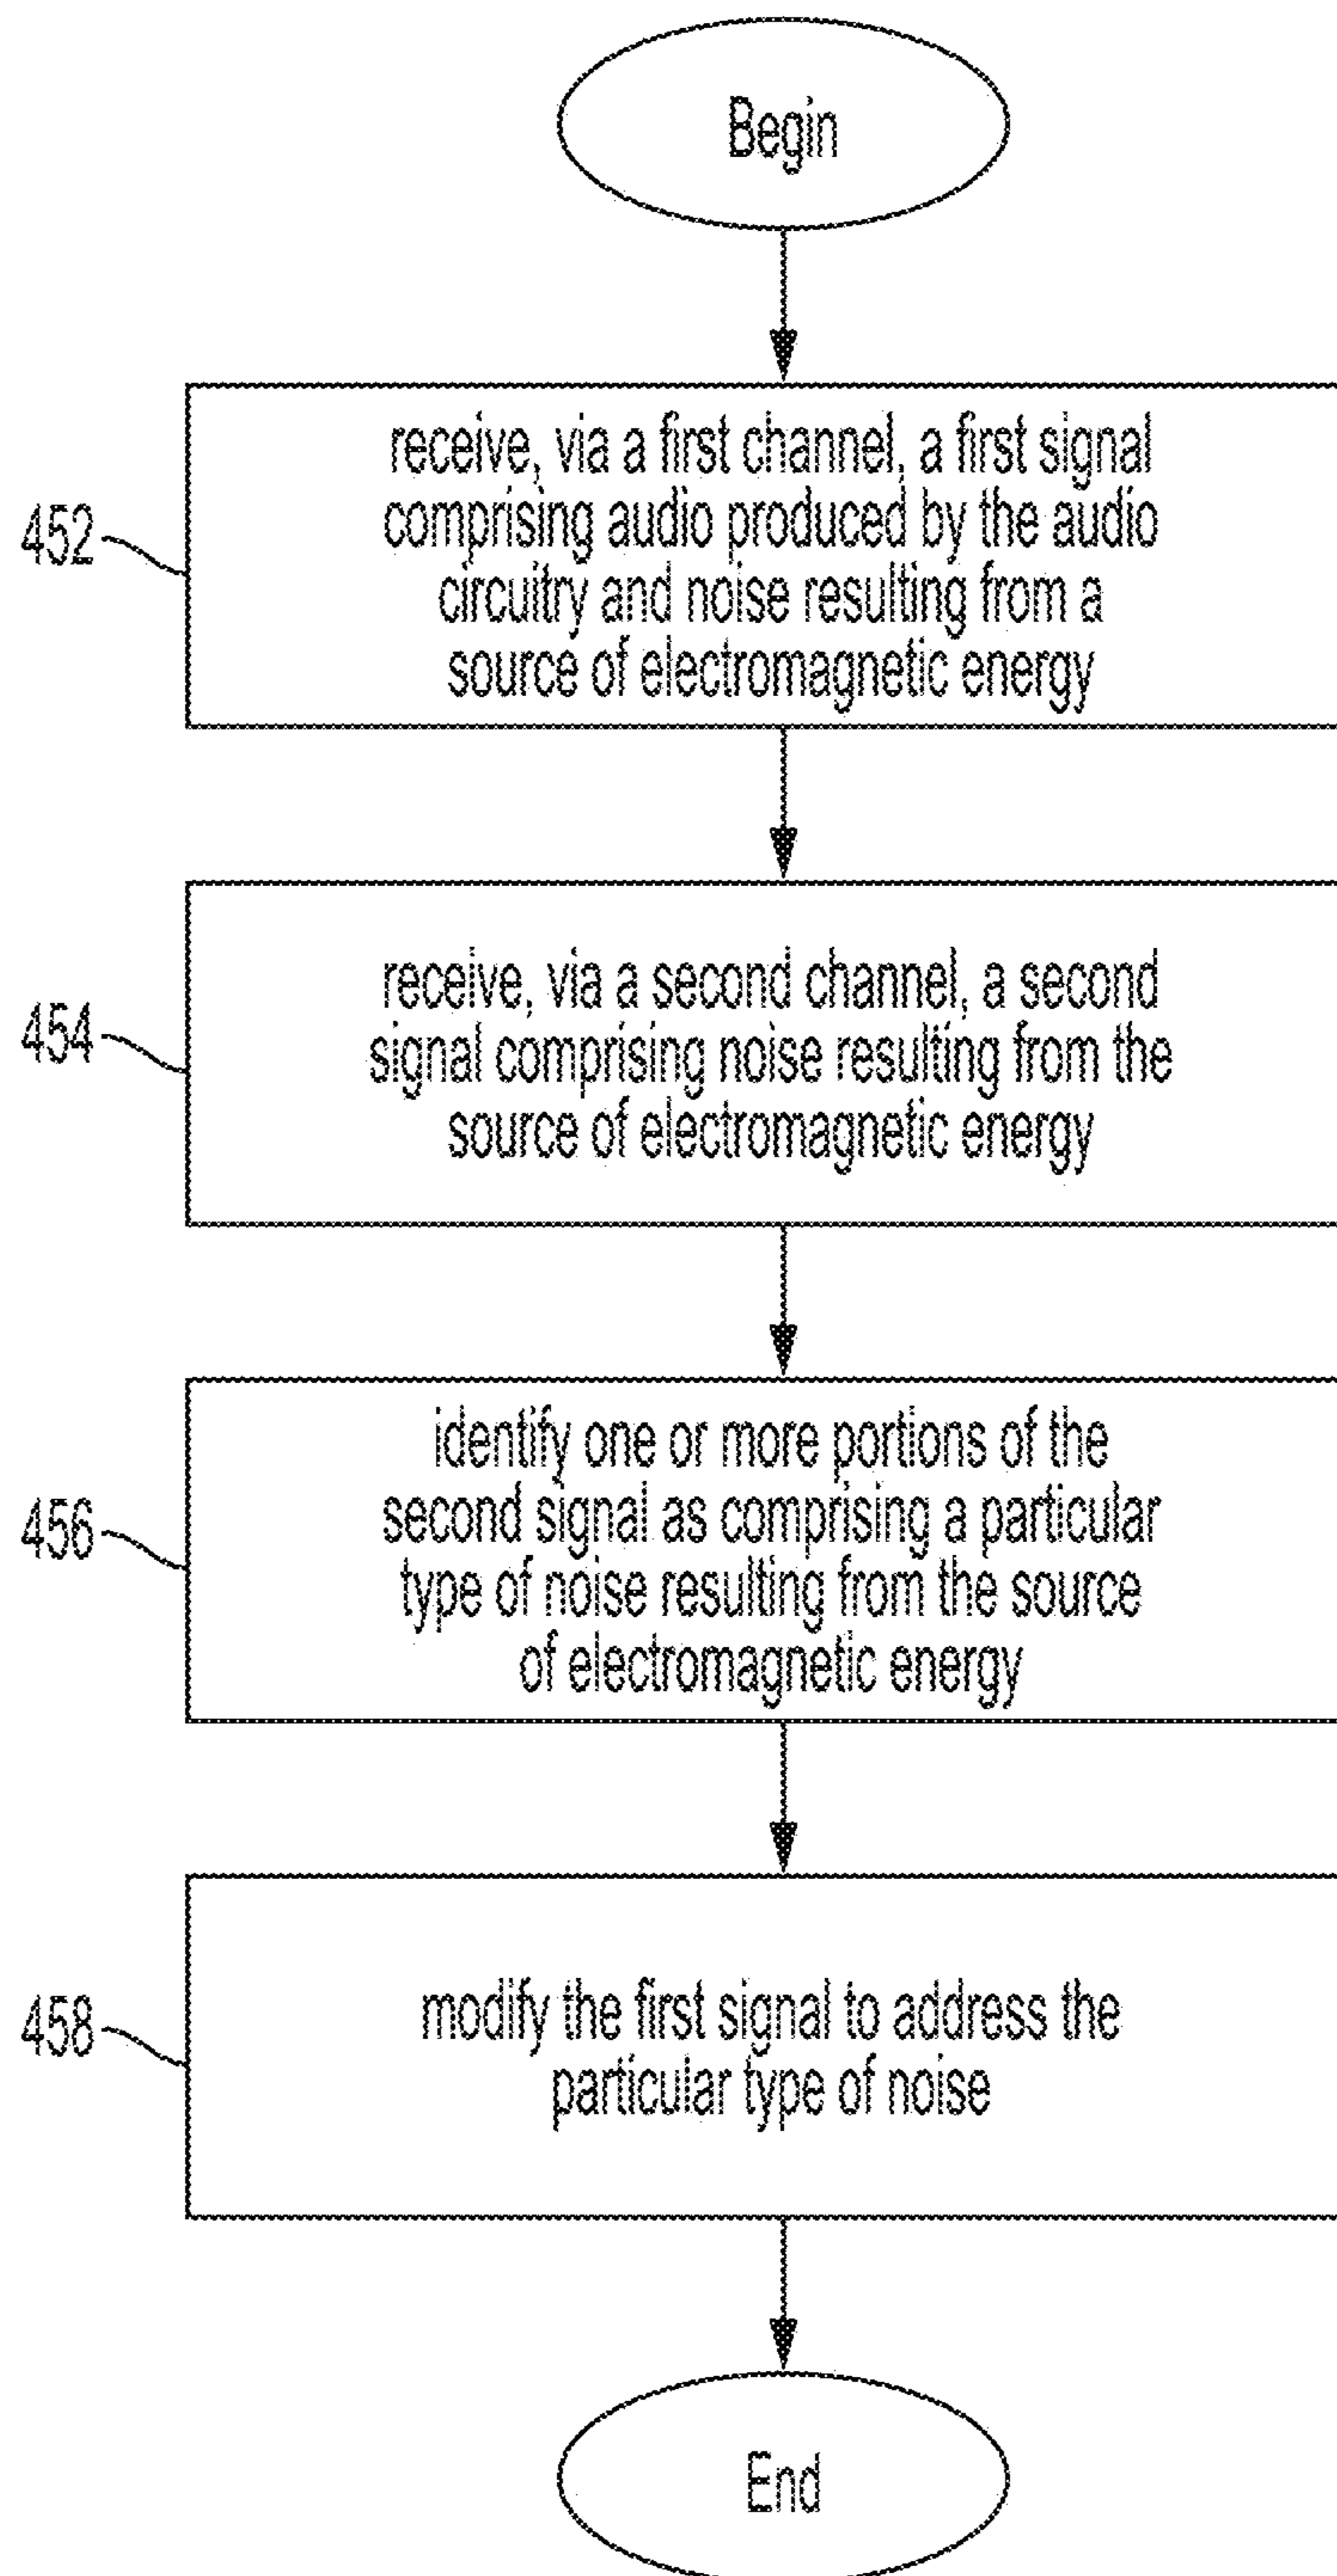 Begin
452
receive, via a first channel, a first signal
comprising audio produced by the audio
circuitry and noise resulting from a
source of electromagnetic energy
454
receive, via a second channel, a second
signal comprising noise resulting from the
source of electromagnetic energy
456
identify one or more portions of the
second signal as comprising a particular
type of noise resulting from the source
of electromagnetic energy
458
modify the first signal to address the
particular type of noise
End